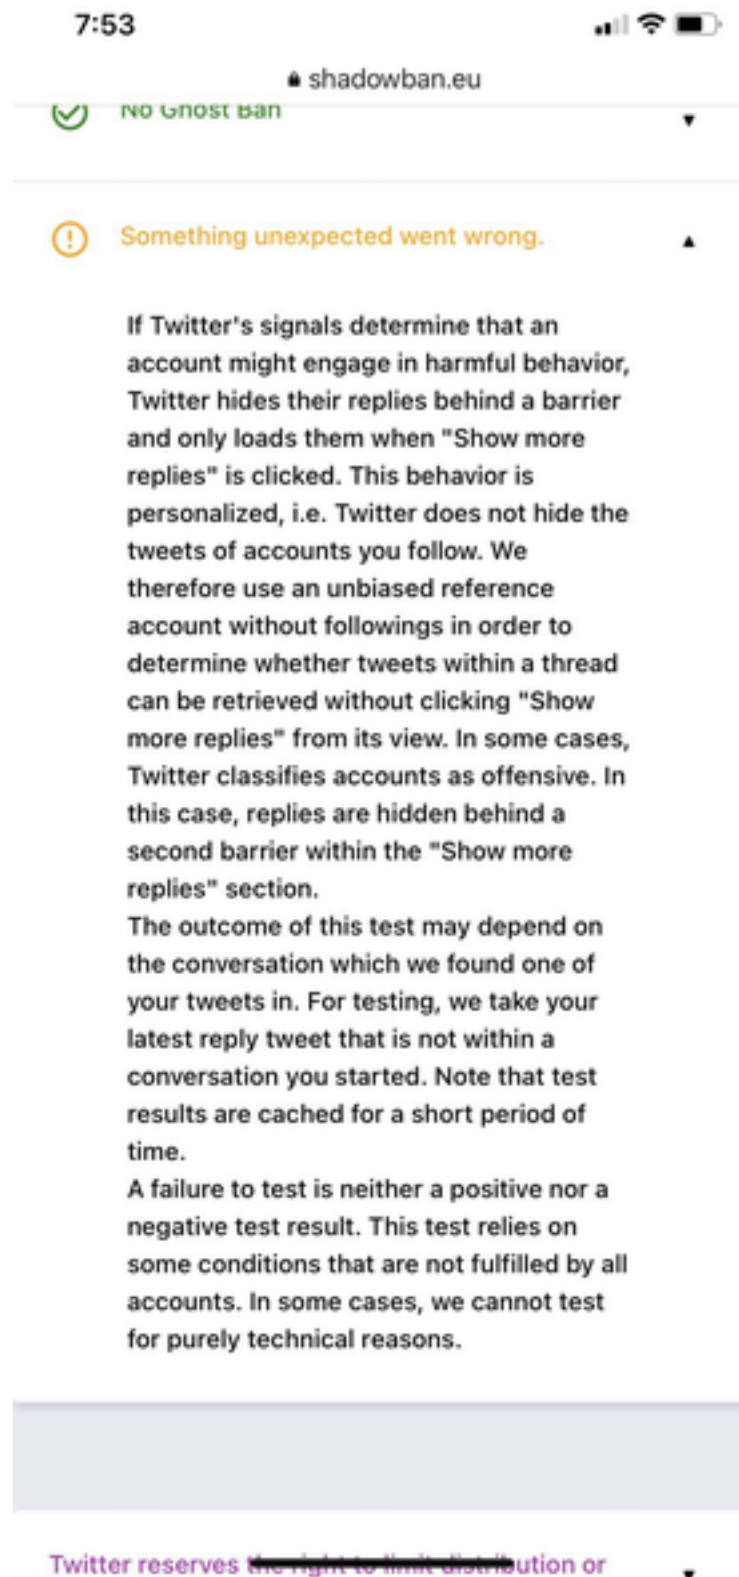 7:53
shadowban.eu
No Ghost Ban
Something unexpected went wrong.
If Twitter's signals determine that an
account might engage in harmful behavior,
Twitter hides their replies behind a barrier
and only loads them when "Show more
replies" is clicked. This behavior is
personalized, i.e. Twitter does not hide the
tweets of accounts you follow. We
therefore use an unbiased reference
account without followings in order to
determine whether tweets within a thread
can be retrieved without clicking "Show
more replies" from its view. In some cases,
Twitter classifies accounts as offensive. In
this case, replies are hidden behind a
second barrier within the "Show more
replies" section.
The outcome of this test may depend on
the conversation which we found one of
your tweets in. For testing, we take your
latest reply tweet that is not within a
conversation you started. Note that test
results are cached for a short period of
time.
A failure to test is neither a positive nor a
negative test result. This test relies on
some conditions that are not fulfilled by all
accounts. In some cases, we cannot test
for purely technical reasons.
Twitter reserves the right to limit distribution or